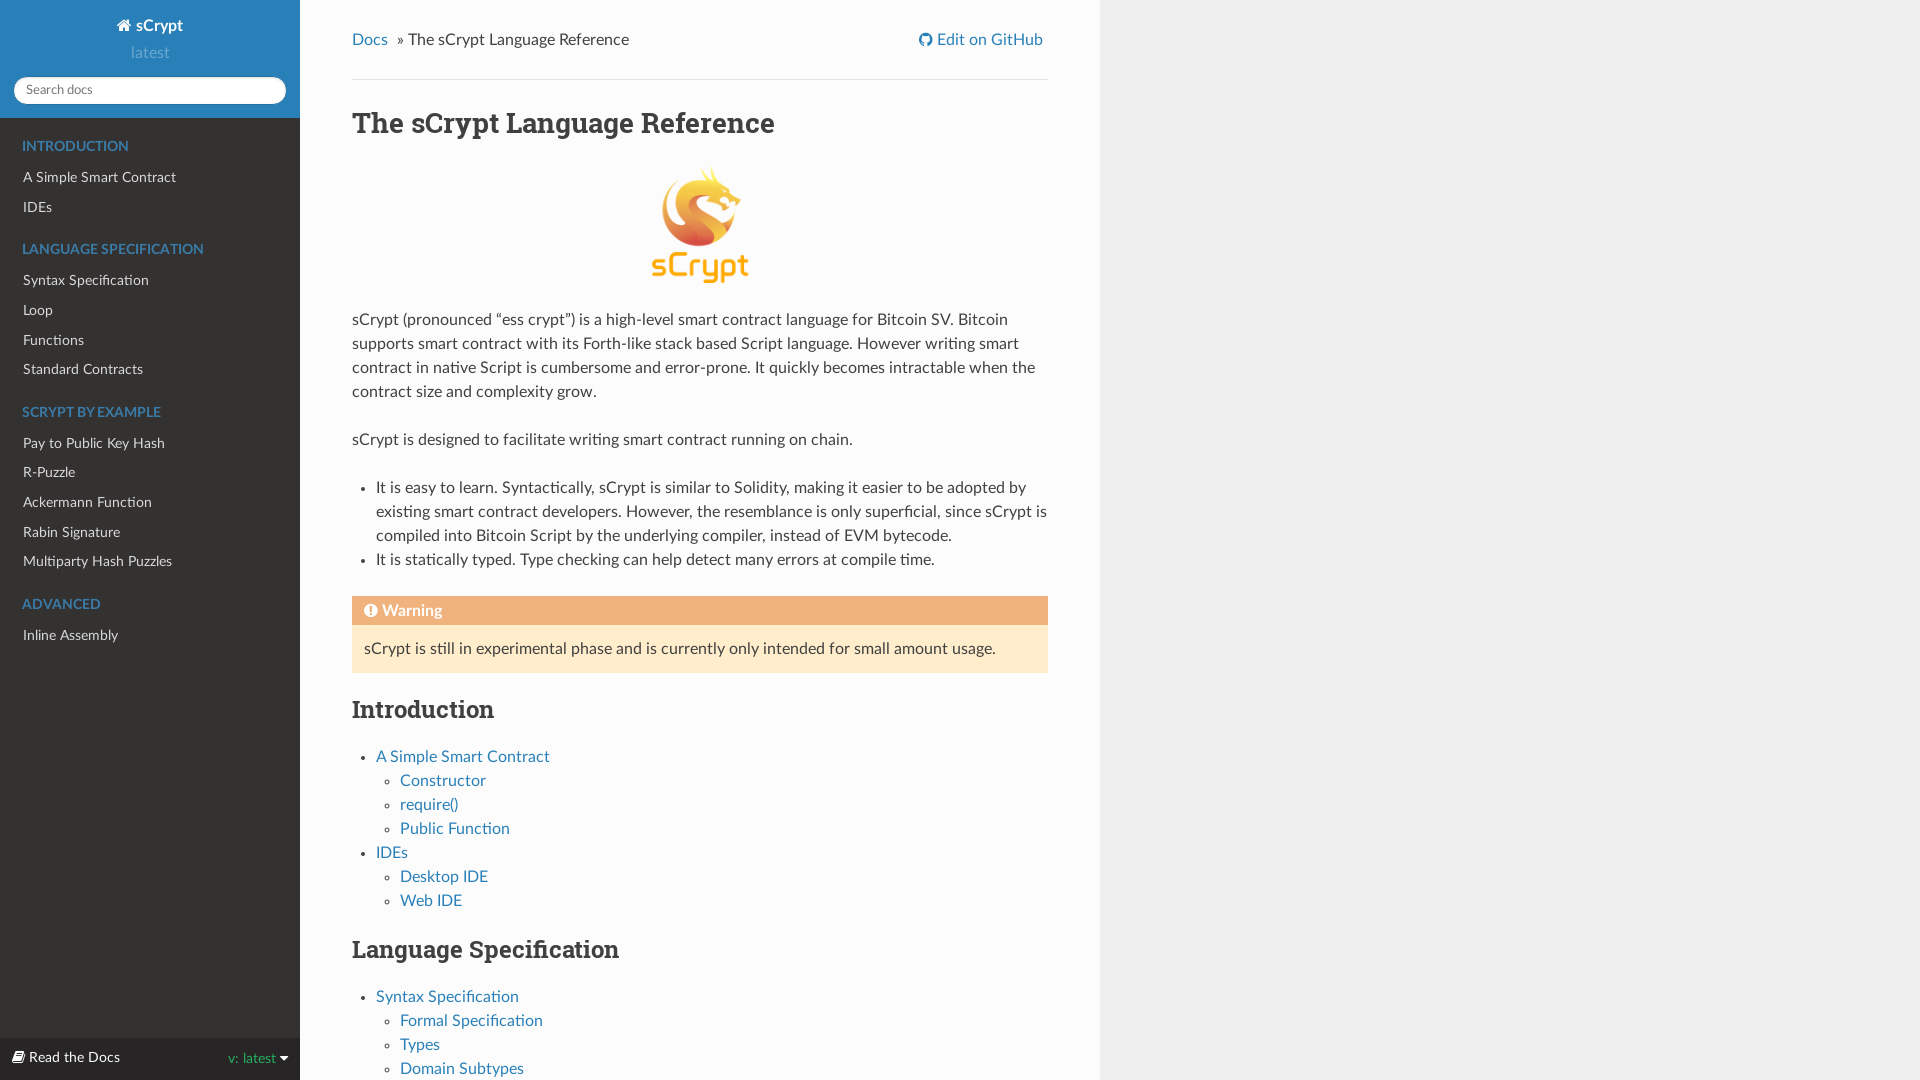 sCrypt
latest
Search docs
INTRODUCTION
A Simple Smart Contract
IDEs
LANGUAGE SPECIFICATION
Syntax Specification
Loop
Functions
Standard Contracts
SCRYPT BY EXAMPLE
Pay to Public Key Hash
R-Puzzle
Ackermann Function
Rabin Signature
Multiparty Hash Puzzles
ADVANCED
Inline Assembly
Read the Docs
v: latest
Docs » The sCrypt Language Reference
Edit on GitHub
The sCrypt Language Reference
sCrypt
sCrypt (pronounced “ess crypt”) is a high-level smart contract language for Bitcoin SV. Bitcoin
supports smart contract with its Forth-like stack based Script language. However writing smart
contract in native Script is cumbersome and error-prone. It quickly becomes intractable when the
contract size and complexity grow.
sCrypt is designed to facilitate writing smart contract running on chain.
• It is easy to learn. Syntactically, sCrypt is similar to Solidity, making it easier to be adopted by
existing smart contract developers. However, the resemblance is only superficial, since sCrypt is
compiled into Bitcoin Script by the underlying compiler, instead of EVM bytecode.
• It is statically typed. Type checking can help detect many errors at compile time.
Warning
sCrypt is still in experimental phase and is currently only intended for small amount usage.
Introduction
• A Simple Smart Contract
◦ Constructor
◦ require()
◦ Public Function
• IDEs
◦ Desktop IDE
◦ Web IDE
Language Specification
• Syntax Specification
◦ Formal Specification
◦ Types
◦ Domain Subtypes